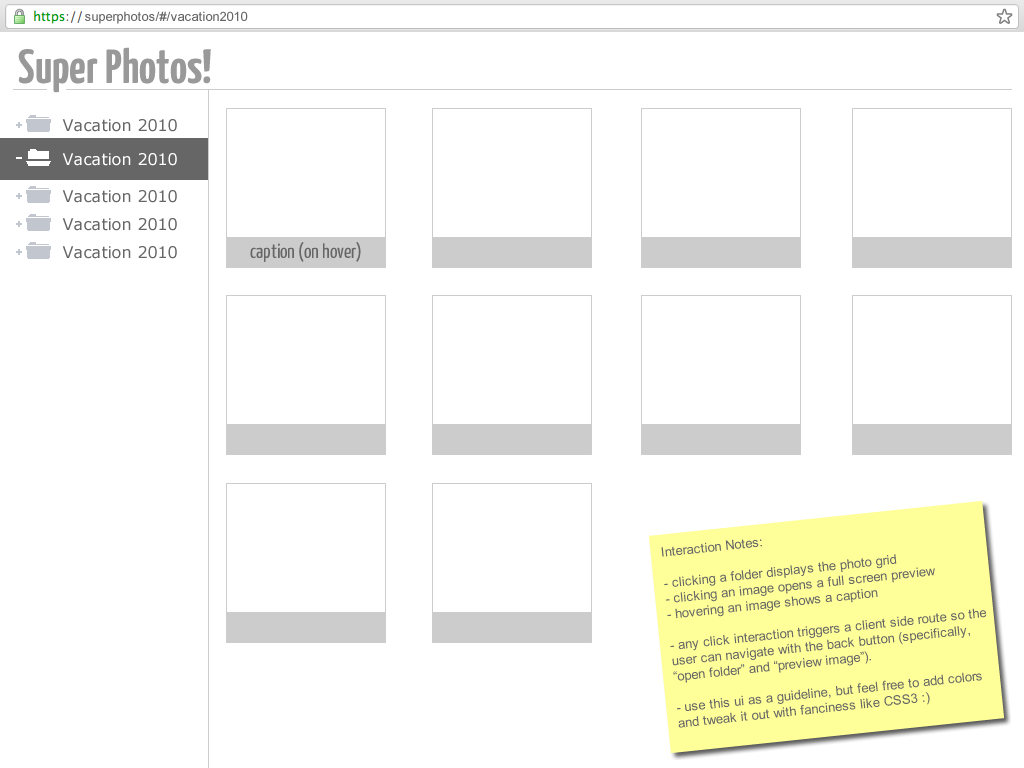 https://superphotos/#/vacation2010
Super Photos!
Vacation 2010
Vacation 2010
Vacation 2010
Vacation 2010
Vacation 2010
caption (on hover)
Interaction Notes:
- clicking a folder displays the photo grid
- clicking an image opens a full screen preview
- hovering an image shows a caption
- any click interaction triggers a client side route so the
user can navigate with the back button (specifically,
“open folder” and “preview image”).
- use this ui as a guideline, but feel free to add colors
and tweak it out with fanciness like CSS3 :)